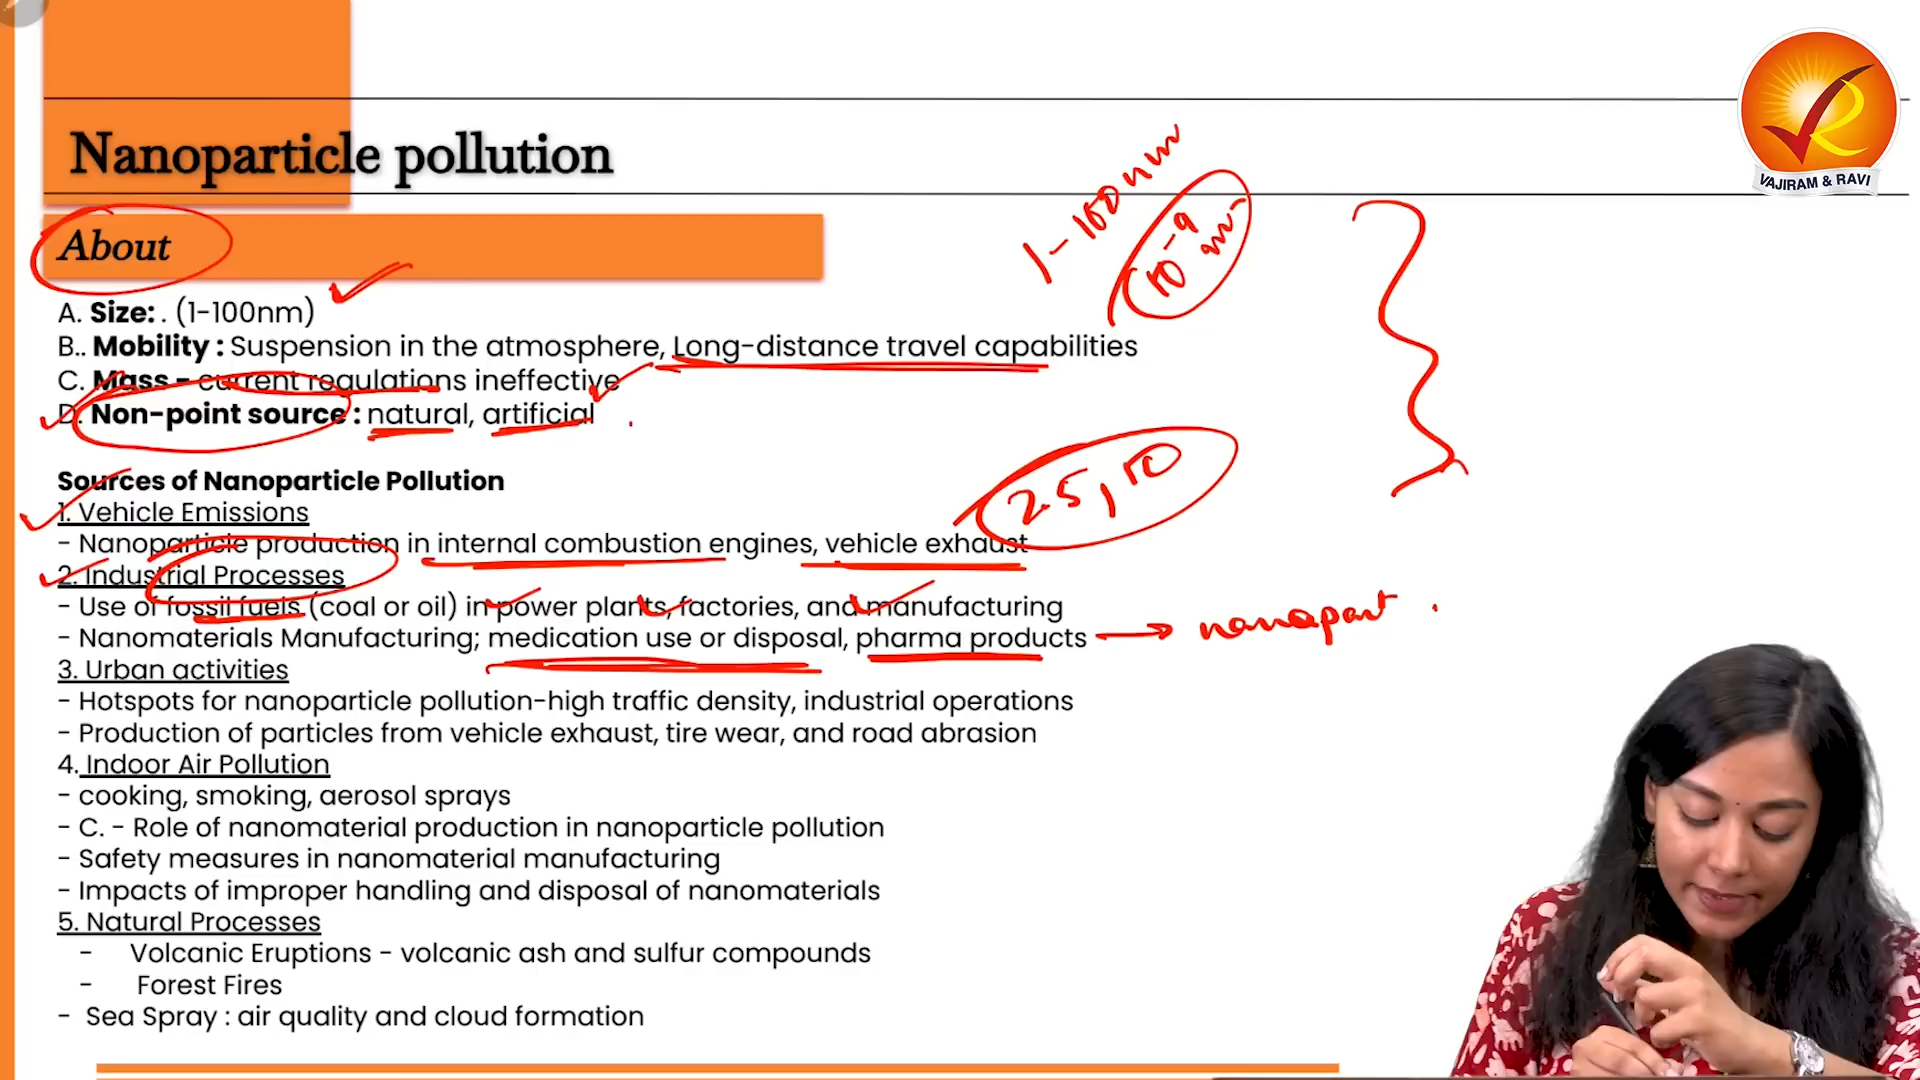 Nanoparticle pollution
VAJIRAM & RAVI
About
1-100nm
10-9 m
A. Size: . (1-100nm)
B.. Mobility : Suspension in the atmosphere, Long-distance travel capabilities
C. Mass - current regulations ineffective
D. Non-point source : natural, artificial
2.5, 10
Sources of Nanoparticle Pollution
1. Vehicle Emissions
- Nanoparticle production in internal combustion engines, vehicle exhaust
2. Industrial Processes
- Use of fossil fuels (coal or oil) in power plants, factories, and manufacturing
- Nanomaterials Manufacturing; medication use or disposal, pharma products → nanopart.
3. Urban activities
- Hotspots for nanoparticle pollution-high traffic density, industrial operations
- Production of particles from vehicle exhaust, tire wear, and road abrasion
4. Indoor Air Pollution
- cooking, smoking, aerosol sprays
- C. - Role of nanomaterial production in nanoparticle pollution
- Safety measures in nanomaterial manufacturing
- Impacts of improper handling and disposal of nanomaterials
5. Natural Processes
- Volcanic Eruptions - volcanic ash and sulfur compounds
- Forest Fires
- Sea Spray : air quality and cloud formation